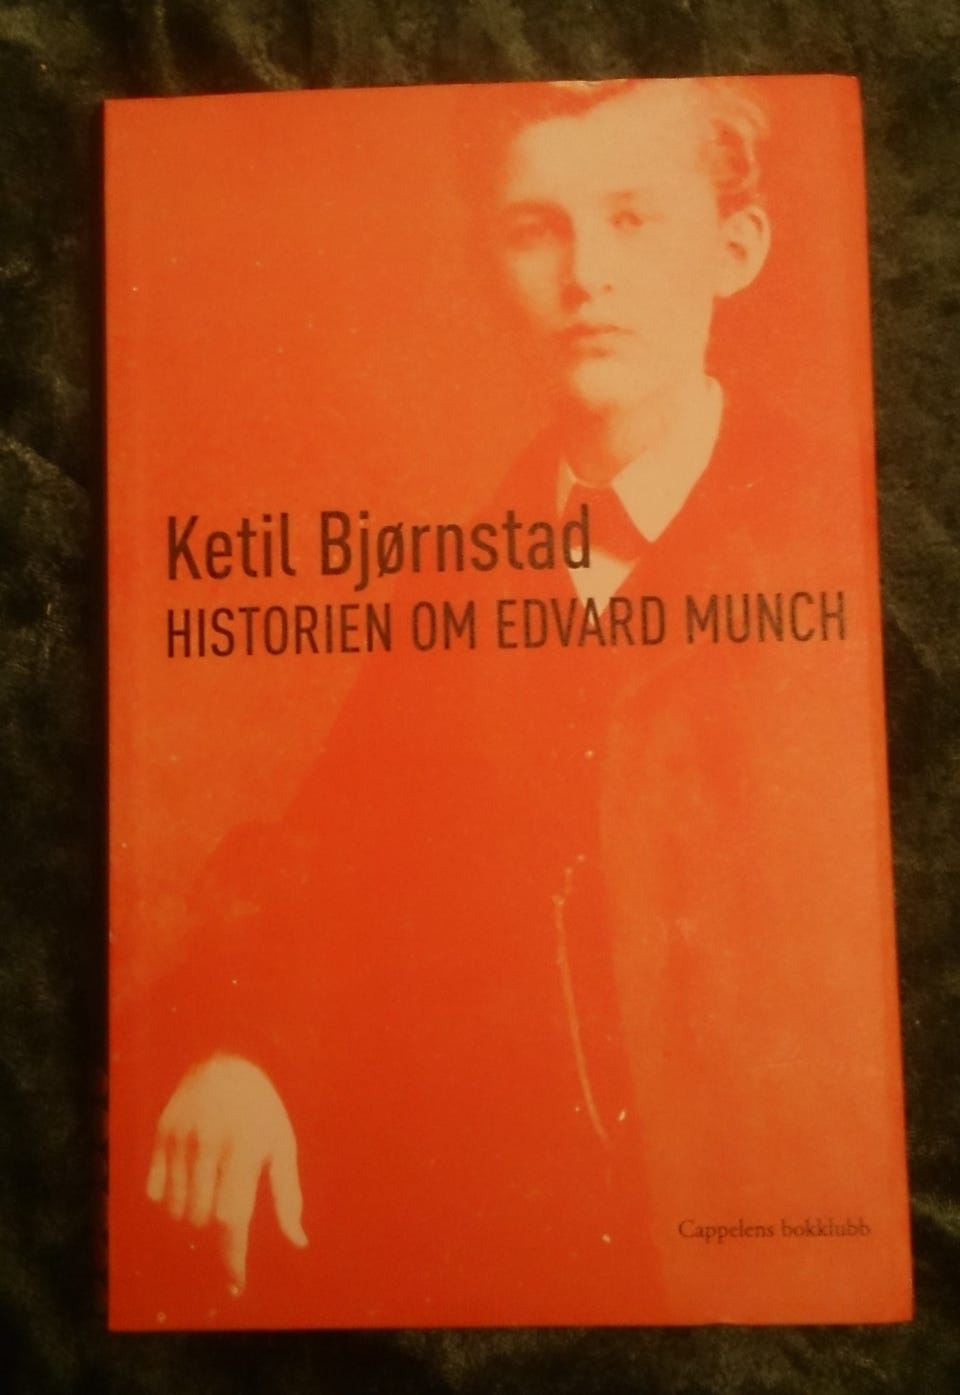 Ketil Bjørnstad
HISTORIEN OM EDVARD MUNCH
Cappelens bokklubb